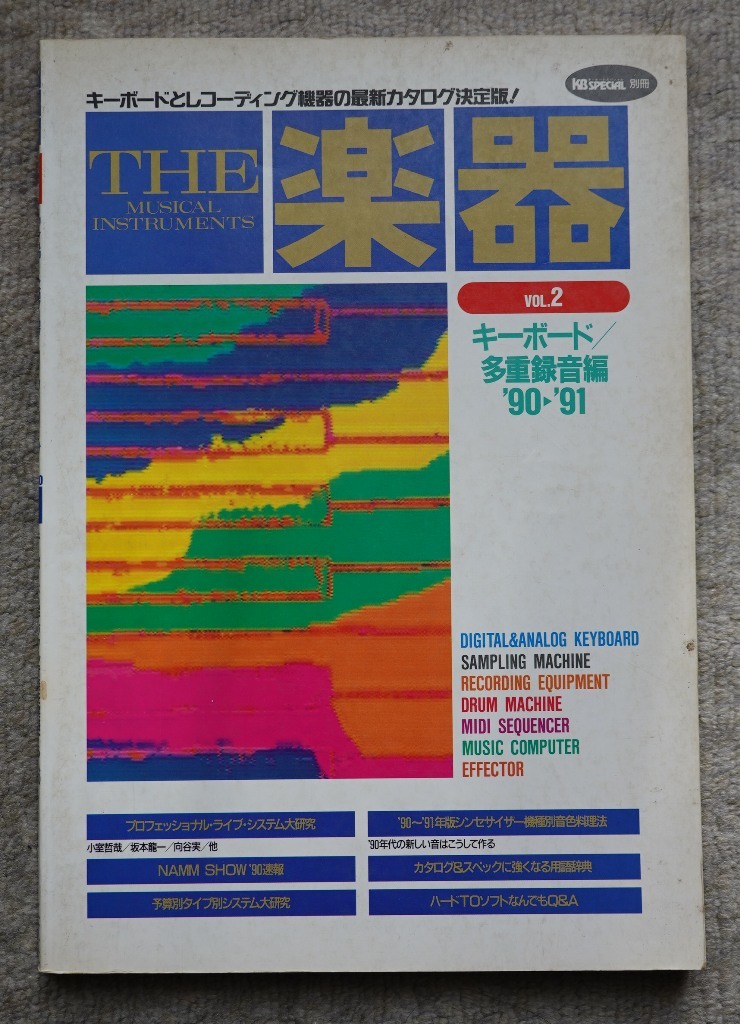 KB SPECIAL 別冊
キーボードとレコーディング機器の最新カタログ決定版!
THE
MUSICAL
INSTRUMENTS
楽器
VOL.2
キーボード/
多重録音編
'90▶'91
DIGITAL&ANALOG KEYBOARD
SAMPLING MACHINE
RECORDING EQUIPMENT
DRUM MACHINE
MIDI SEQUENCER
MUSIC COMPUTER
EFFECTOR
プロフェッショナル・ライブ・システム大研究
小室哲哉/坂本龍一/向谷実/他
NAMM SHOW '90速報
予算別タイプ別システム大研究
'90〜'91年版シンセサイザー機種別音色料理法
'90年代の新しい音はこうして作る
カタログ&スペックに強くなる用語辞典
ハードTOソフトなんでもQ&A